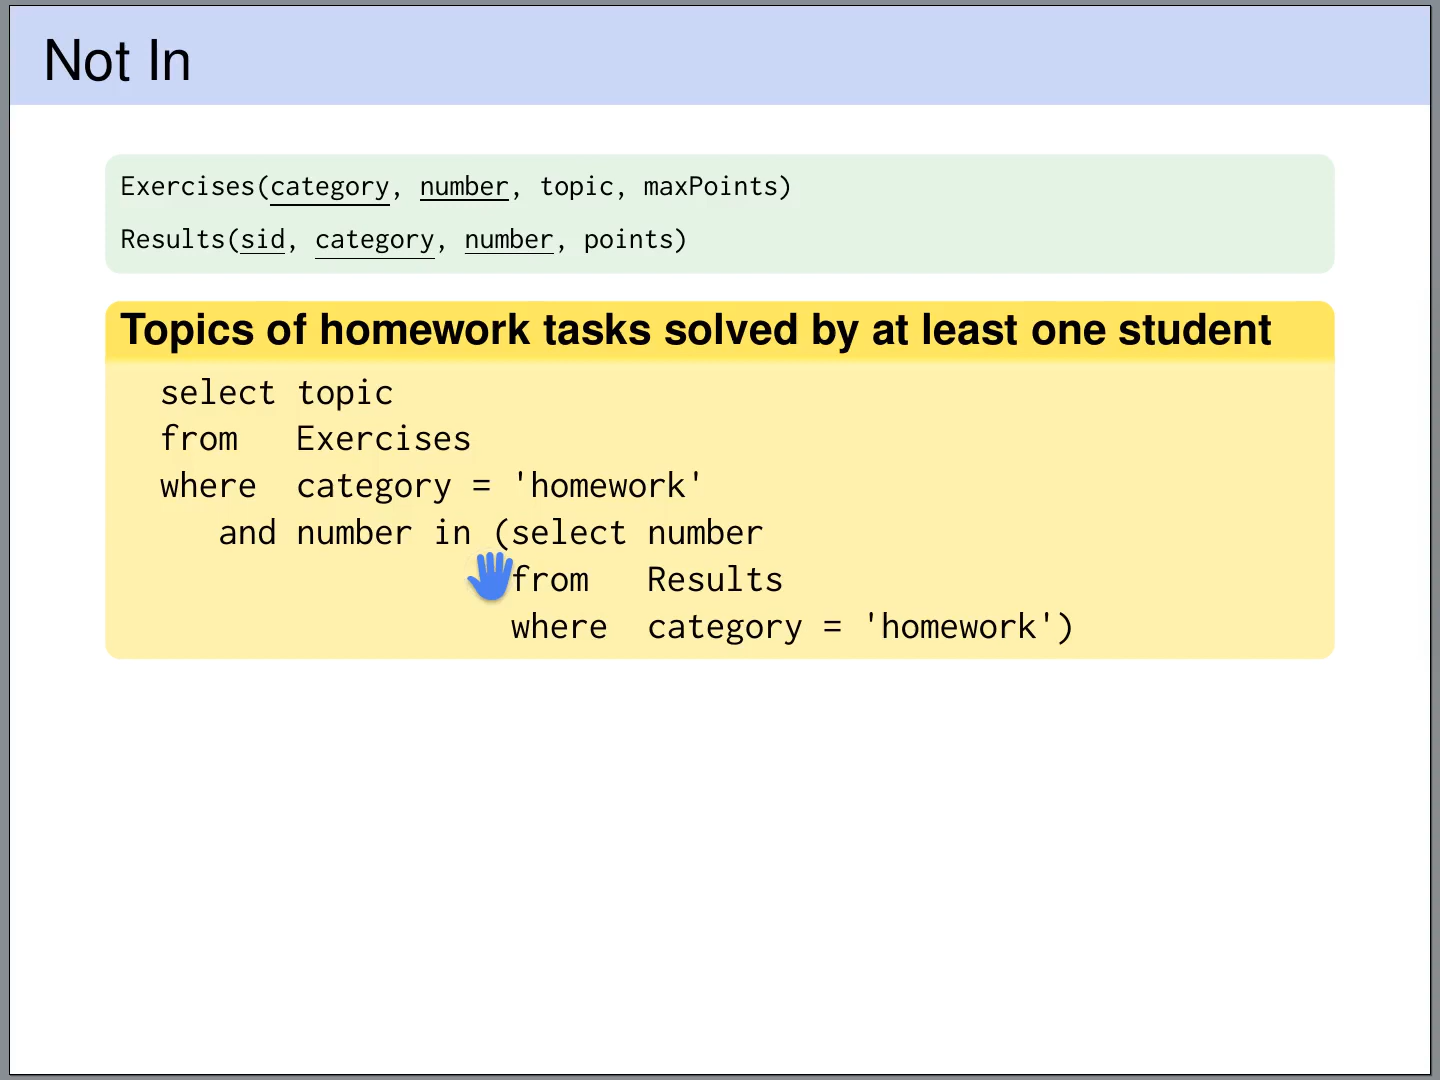 Not In
Exercises(category, number, topic, maxPoints)
Results(sid, category, number, points)
Topics of homework tasks solved by at least one student
select topic
from   Exercises
where  category = 'homework'
   and number in (select number
                  from   Results
                  where  category = 'homework')